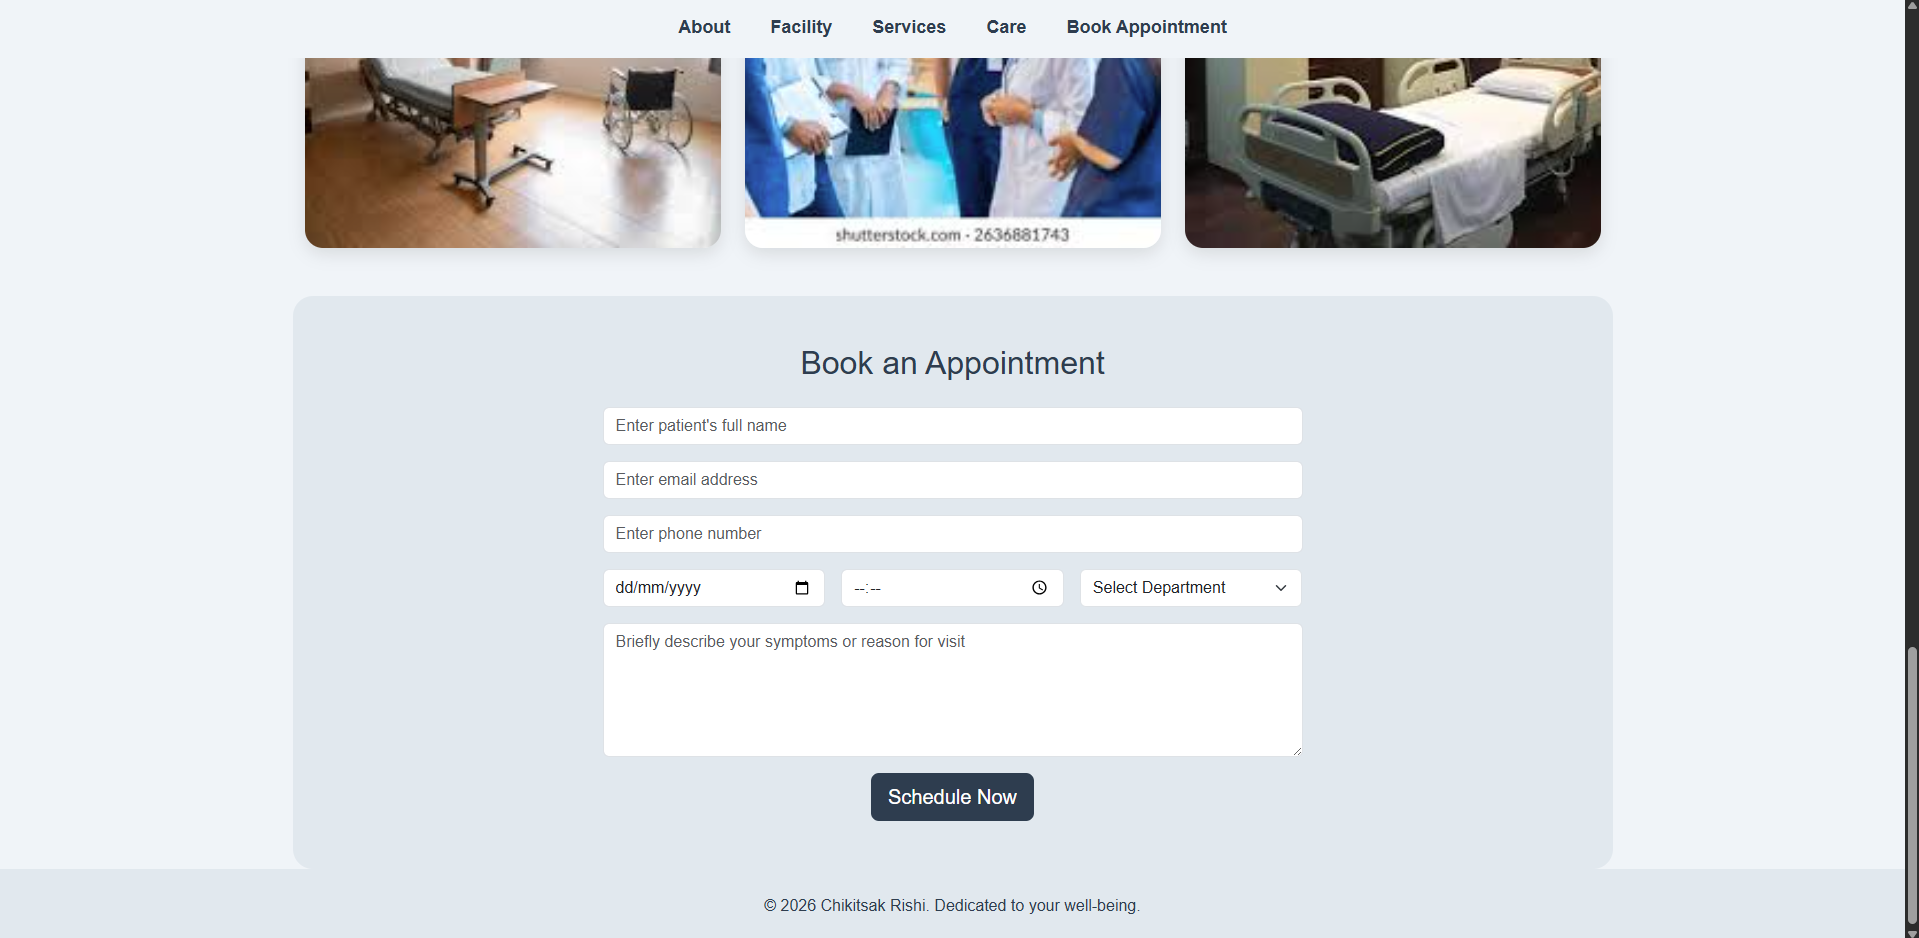 About Facility Services Care Book Appointment
shutterstock.com · 2636881743
Book an Appointment
Enter patient's full name
Enter email address
Enter phone number
dd/mm/yyyy --:-- Select Department
Briefly describe your symptoms or reason for visit
Schedule Now
© 2026 Chikitsak Rishi. Dedicated to your well-being.